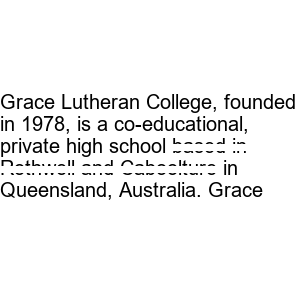 Grace Lutheran College, founded
in 1978, is a co-educational,
private high school based in
Rothwell and Caboolture in
Queensland, Australia. Grace